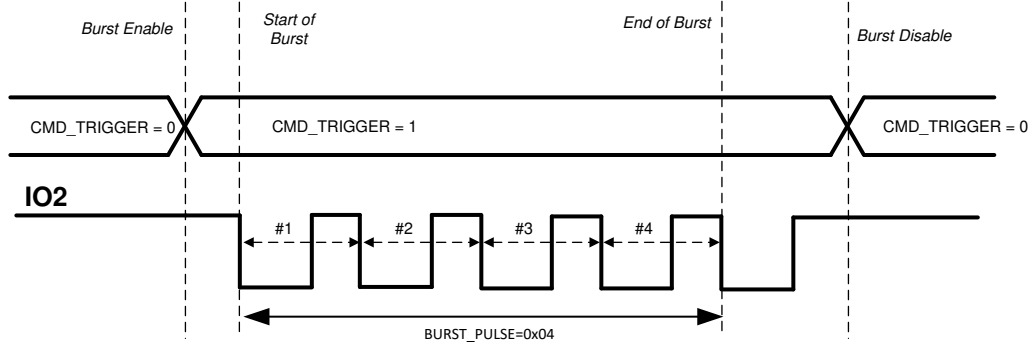 Burst Enable
Start of
Burst
End of Burst
Burst Disable
CMD_TRIGGER = 0
CMD_TRIGGER = 1
CMD_TRIGGER = 0
IO2
#1
#2
#3
#4
BURST_PULSE=0x04